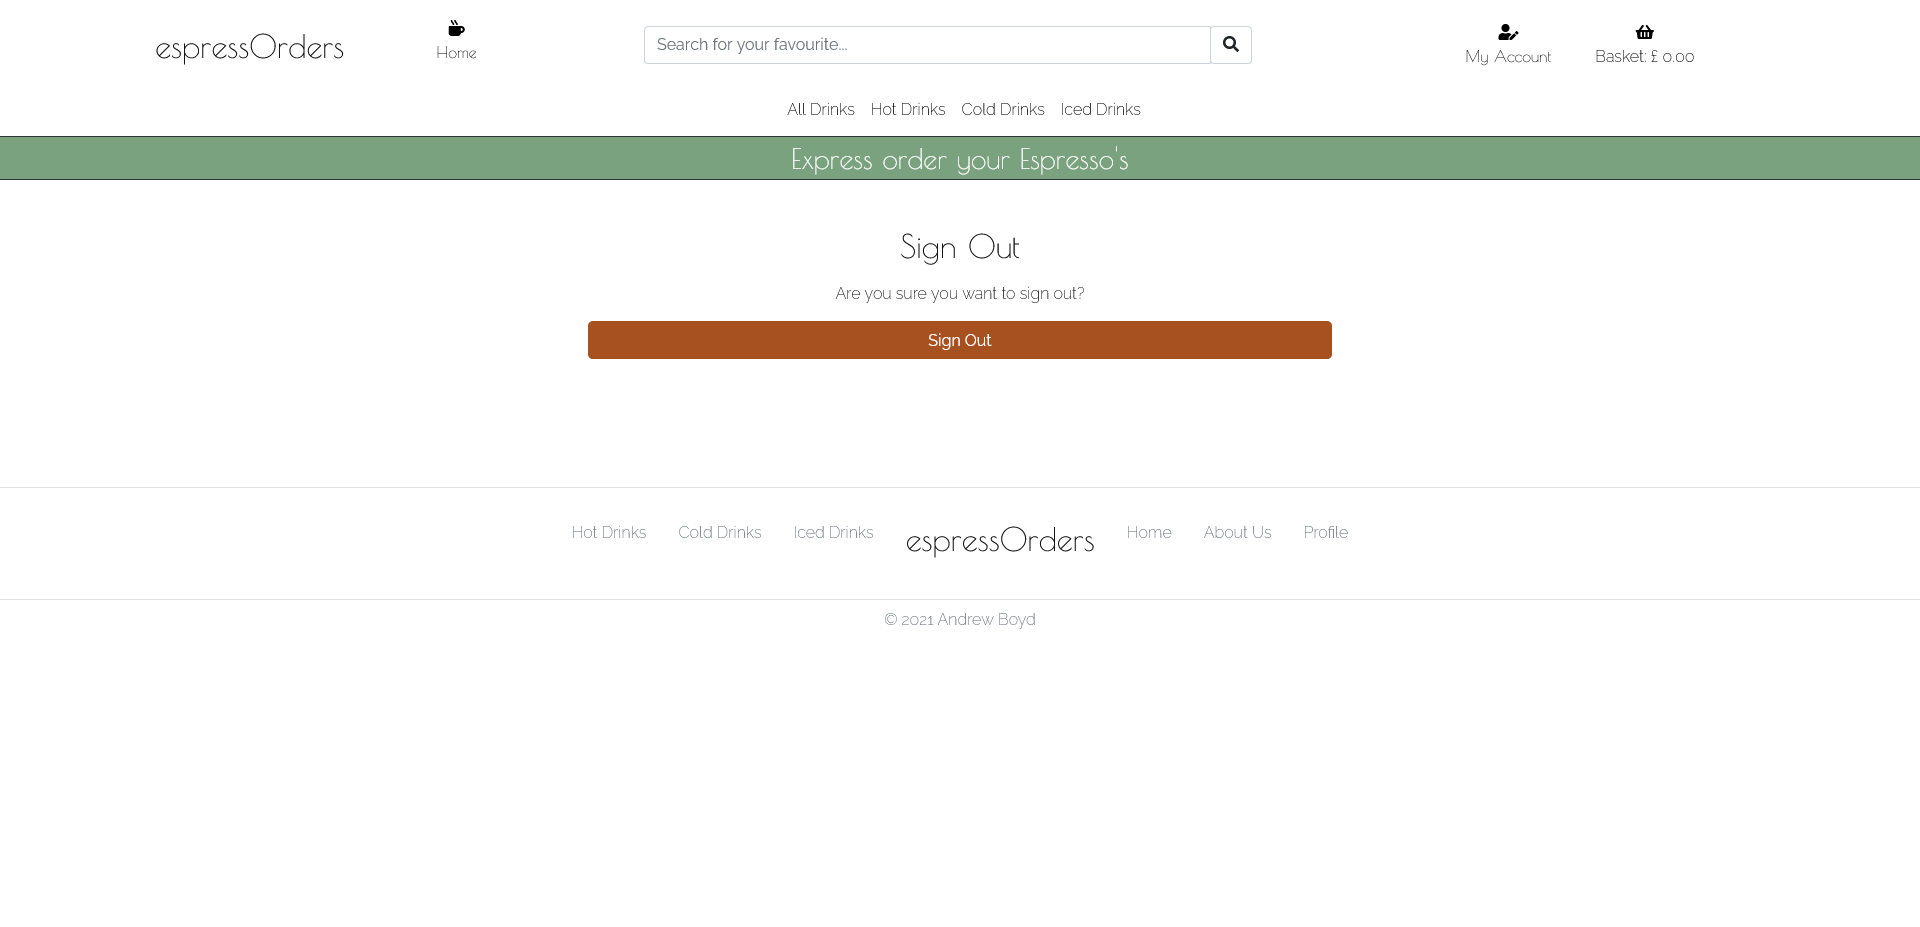 espressOrders
Home
Search for your favourite...
My Account
Basket: £ 0.00
All Drinks Hot Drinks Cold Drinks Iced Drinks
Express order your Espresso's
Sign Out
Are you sure you want to sign out?
Sign Out
Hot Drinks Cold Drinks Iced Drinks espressOrders Home About Us Profile
© 2021 Andrew Boyd